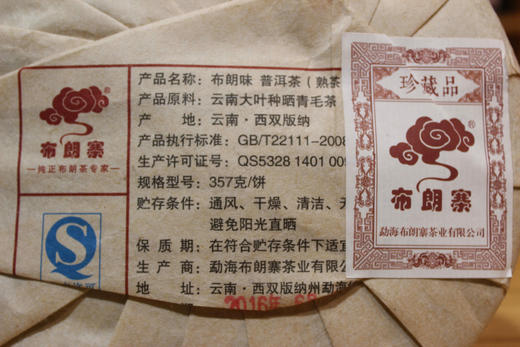 布朗寨
纯正布朗茶专家
产品名称: 布朗味 普洱茶（熟茶
产品原料: 云南大叶种晒青毛茶
产 地: 云南·西双版纳
产品执行标准: GB/T22111-2008
生产许可证号: QS5328 1401 00
规格型号: 357克/饼
贮存条件: 通风、干燥、清洁、无
避免阳光直晒
保 质 期: 在符合贮存条件下适宜
生 产 商: 勐海布朗寨茶业有限公
地 址: 云南·西双版纳州勐海
2016年
珍藏品
布朗寨
勐海布朗寨茶业有限公司